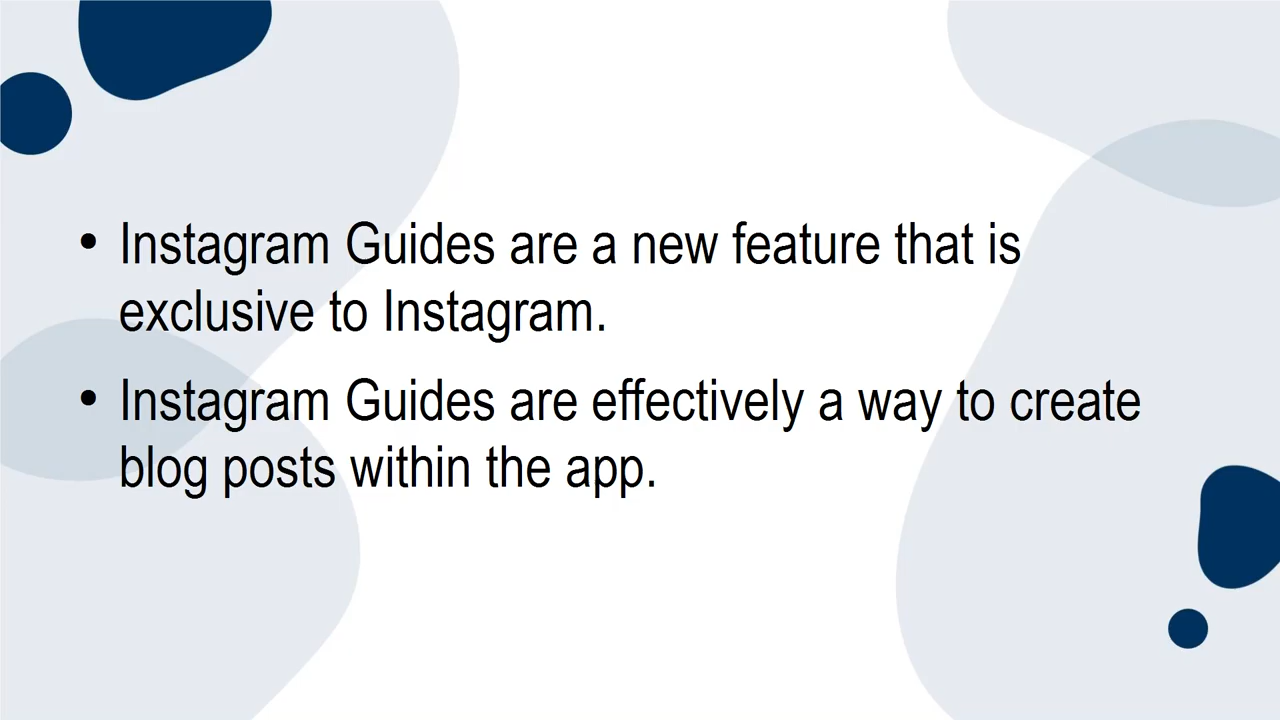 • Instagram Guides are a new feature that is
exclusive to Instagram.
• Instagram Guides are effectively a way to create
blog posts within the app.